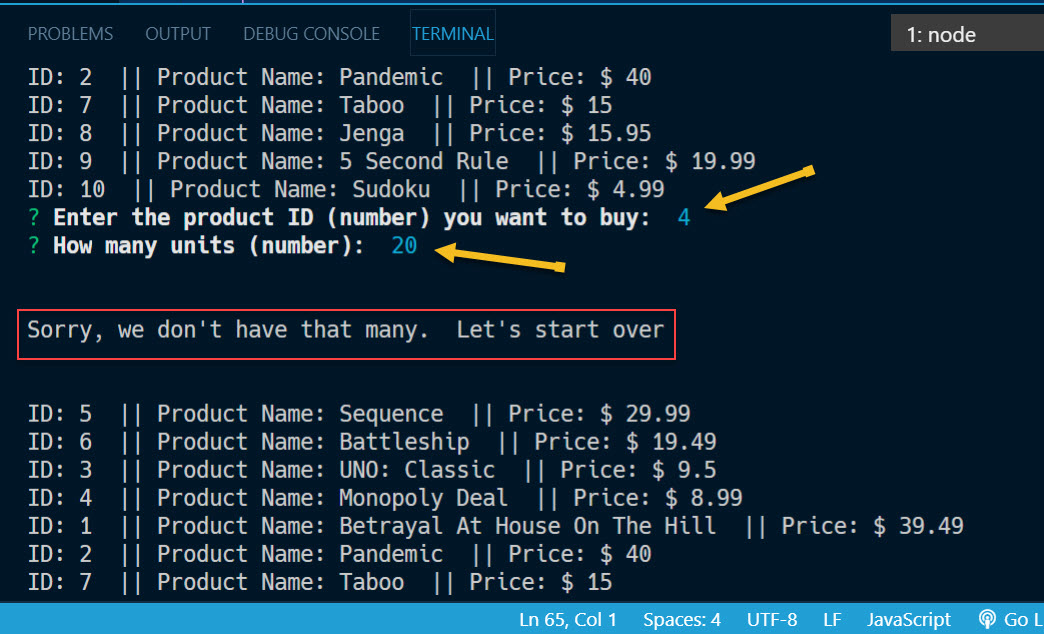 PROBLEMS OUTPUT DEBUG CONSOLE TERMINAL 1: node
ID: 2  || Product Name: Pandemic  || Price: $ 40
ID: 7  || Product Name: Taboo  || Price: $ 15
ID: 8  || Product Name: Jenga  || Price: $ 15.95
ID: 9  || Product Name: 5 Second Rule  || Price: $ 19.99
ID: 10  || Product Name: Sudoku  || Price: $ 4.99
? Enter the product ID (number) you want to buy:  4
? How many units (number):  20
Sorry, we don't have that many.  Let's start over
ID: 5  || Product Name: Sequence  || Price: $ 29.99
ID: 6  || Product Name: Battleship  || Price: $ 19.49
ID: 3  || Product Name: UNO: Classic  || Price: $ 9.5
ID: 4  || Product Name: Monopoly Deal  || Price: $ 8.99
ID: 1  || Product Name: Betrayal At House On The Hill  || Price: $ 39.49
ID: 2  || Product Name: Pandemic  || Price: $ 40
ID: 7  || Product Name: Taboo  || Price: $ 15
Ln 65, Col 1 Spaces: 4 UTF-8 LF JavaScript Go L